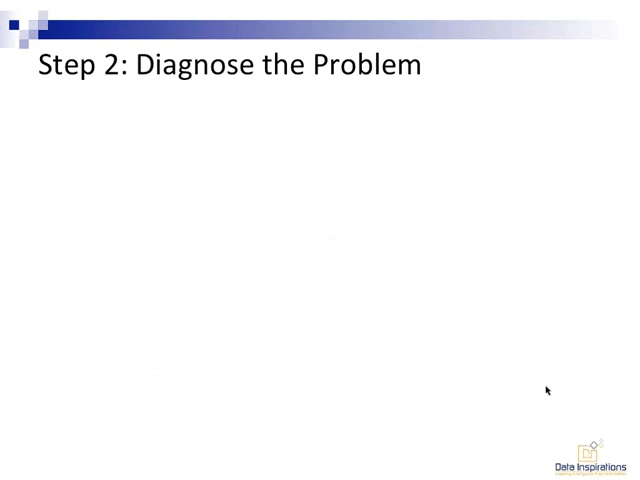 Step 2: Diagnose the Problem
Data Inspirations